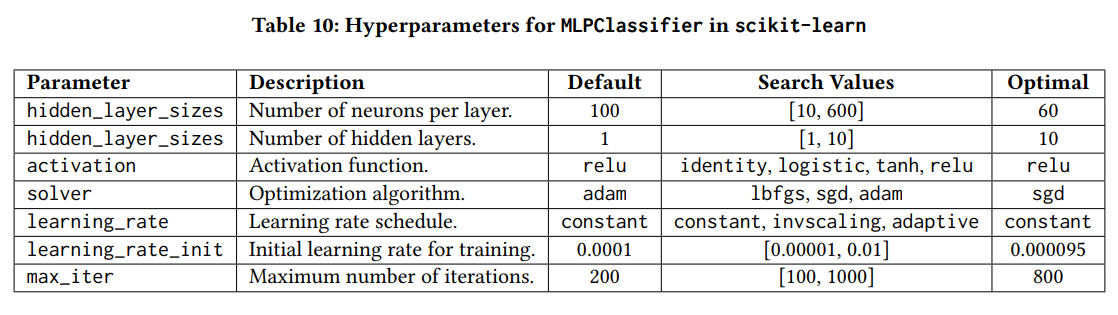 Table 10: Hyperparameters for MLPClassifier in scikit-learn
Parameter Description Default Search Values Optimal
hidden_layer_sizes Number of neurons per layer. 100 [10, 600] 60
hidden_layer_sizes Number of hidden layers. 1 [1, 10] 10
activation Activation function. relu identity, logistic, tanh, relu relu
solver Optimization algorithm. adam lbfgs, sgd, adam sgd
learning_rate Learning rate schedule. constant constant, invscaling, adaptive constant
learning_rate_init Initial learning rate for training. 0.0001 [0.00001, 0.01] 0.000095
max_iter Maximum number of iterations. 200 [100, 1000] 800